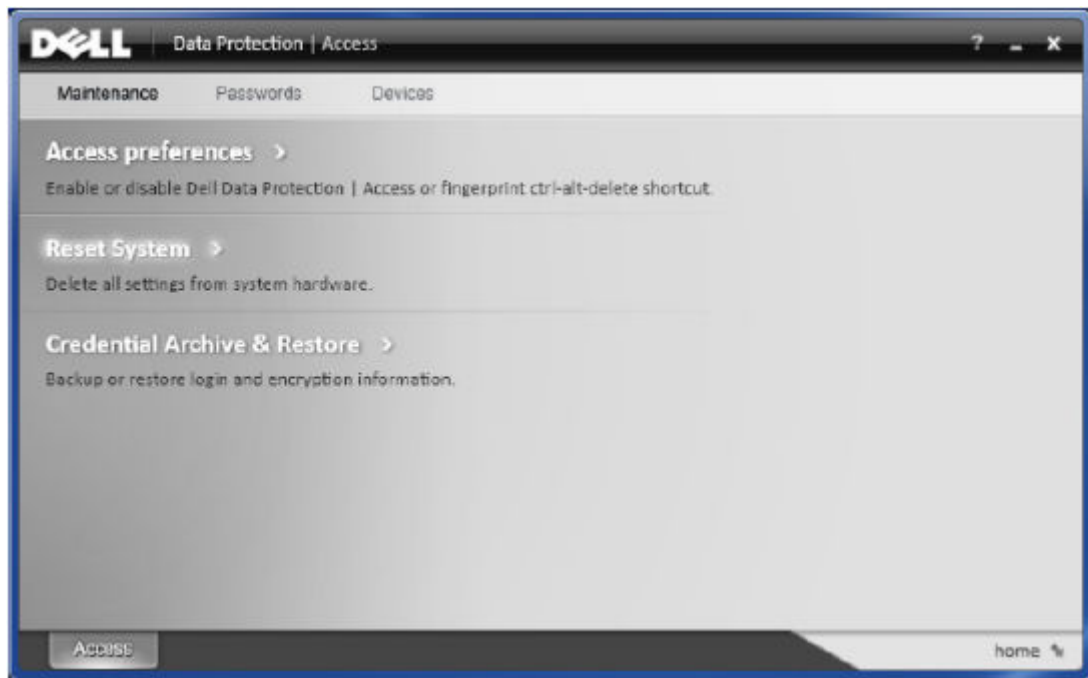 DELL Data Protection | Access ? - x
Maintenance Passwords Devices
Access preferences >
Enable or disable Dell Data Protection | Access or fingerprint ctrl-alt-delete shortcut.
Reset System >
Delete all settings from system hardware.
Credential Archive & Restore >
Backup or restore login and encryption information.
Access home